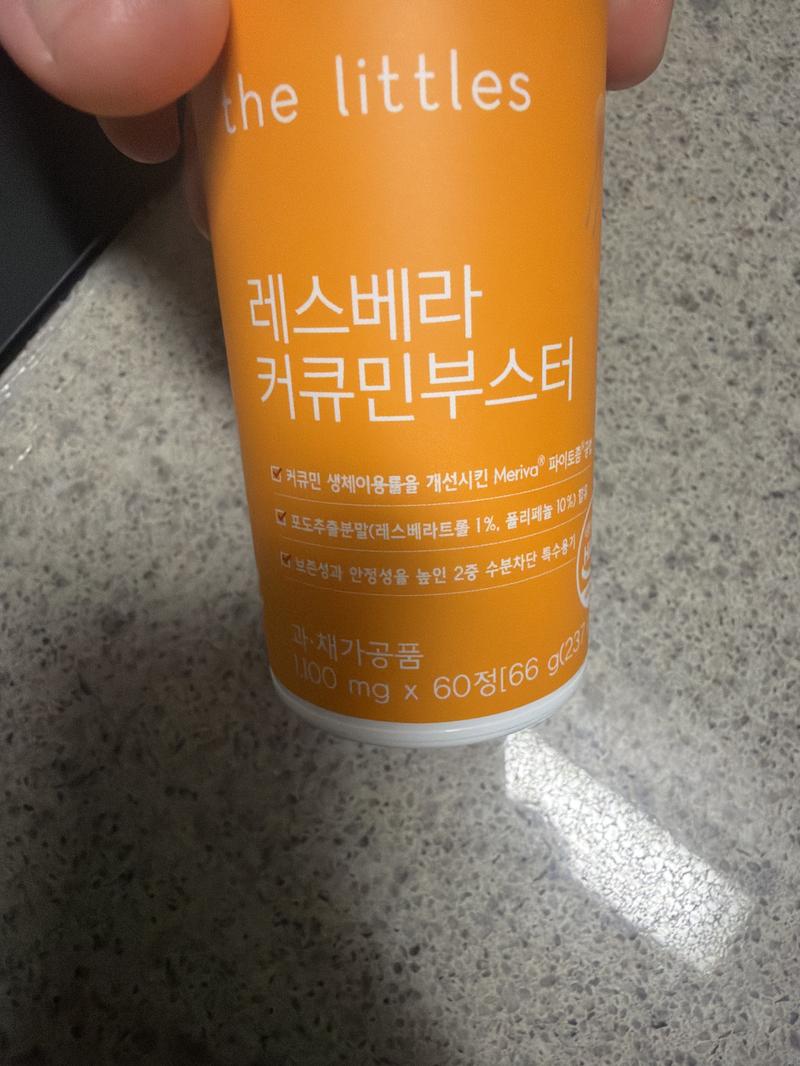 the littles
레스베라
커큐민부스터
커큐민 생체이용률을 개선시킨 Meriva® 파이토좀®
포도추출분말(레스베라트롤 1%, 폴리페놀 10%) 함유
보존성과 안정성을 높인 2중 수분차단 특수용기
과·채가공품
1,100 mg x 60정[66 g(237